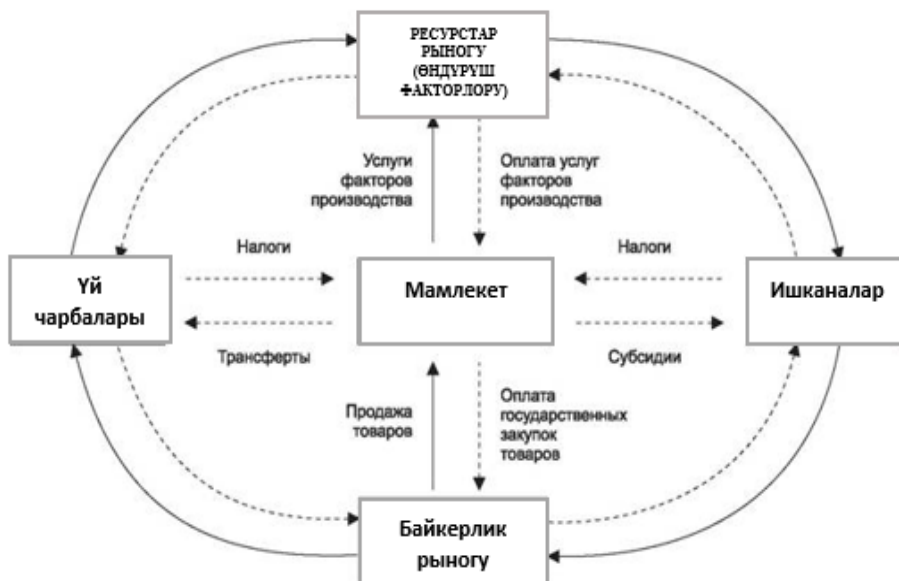 РЕСУРСТАР
РЫНОГУ
(ӨНДҮРҮШ
ФАКТОРЛОРУ)
Услуги
факторов
производства
Оплата услуг
факторов
производства
Налоги
Налоги
Үй
чарбалары
Мамлекет
Ишканалар
Трансферты
Субсидии
Продажа
товаров
Оплата
государственных
закупок
товаров
Байкерлик
рыногу